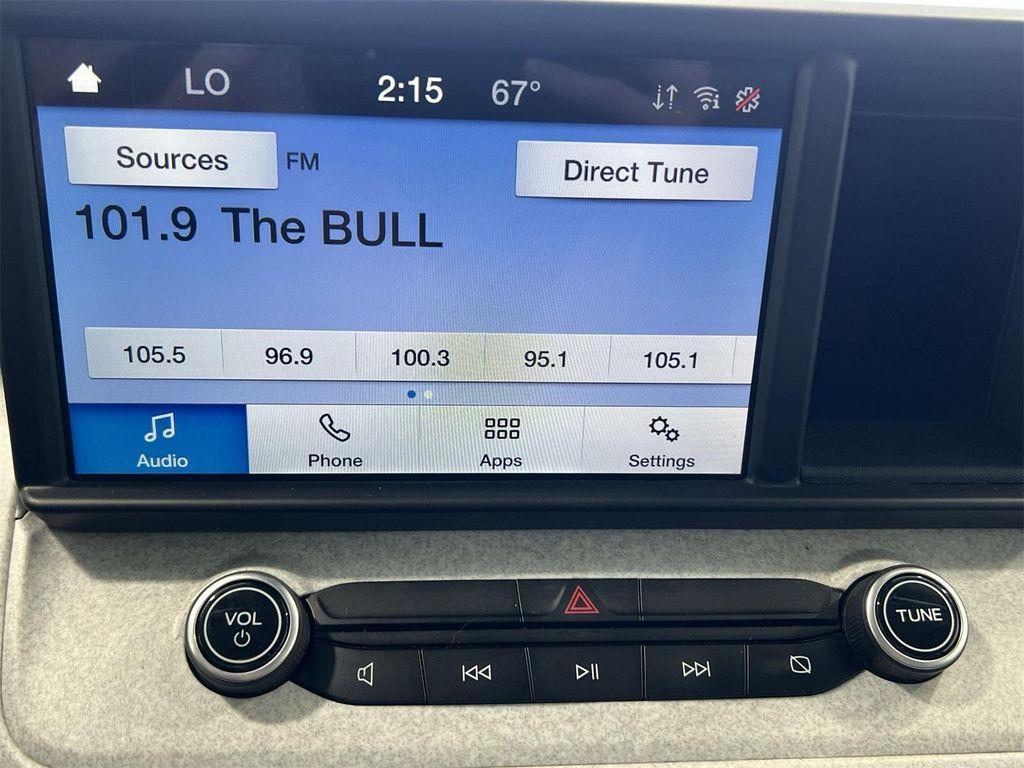 LO 2:15 67°
Sources FM Direct Tune
101.9 The BULL
105.5 96.9 100.3 95.1 105.1
Audio Phone Apps Settings
VOL TUNE